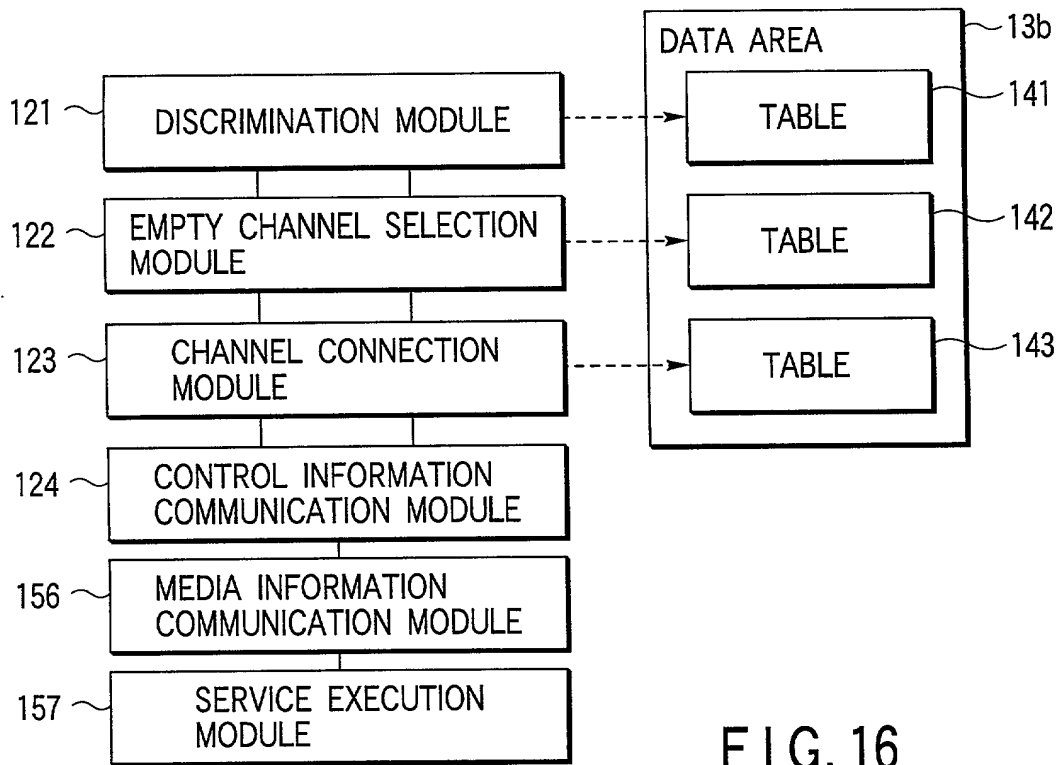 13b
DATA AREA
121
DISCRIMINATION MODULE
TABLE
141
122
EMPTY CHANNEL SELECTION
MODULE
TABLE
142
123
CHANNEL CONNECTION
MODULE
TABLE
143
124
CONTROL INFORMATION
COMMUNICATION MODULE
156
MEDIA INFORMATION
COMMUNICATION MODULE
157
SERVICE EXECUTION
MODULE
FIG. 16